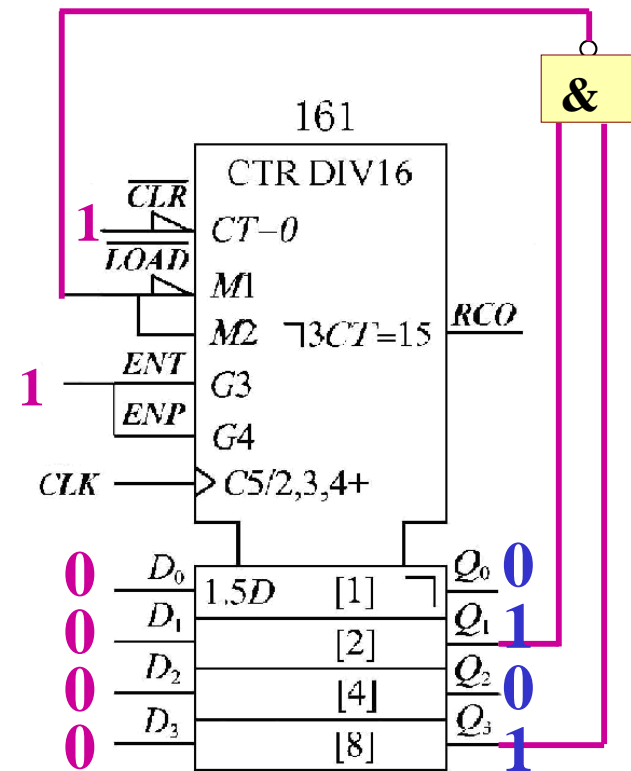 &
161
CTR DIV16
CLR
1 CT-0
LOAD
M1
M2 ⌝3CT=15 RCO
ENT
1 G3
ENP
G4
CLK C5/2,3,4+
0 D₀ 1.5D [1] ⌝ Q₀ 0
0 D₁ [2] Q₁ 1
0 D₂ [4] Q₂ 0
0 D₃ [8] Q₃ 1